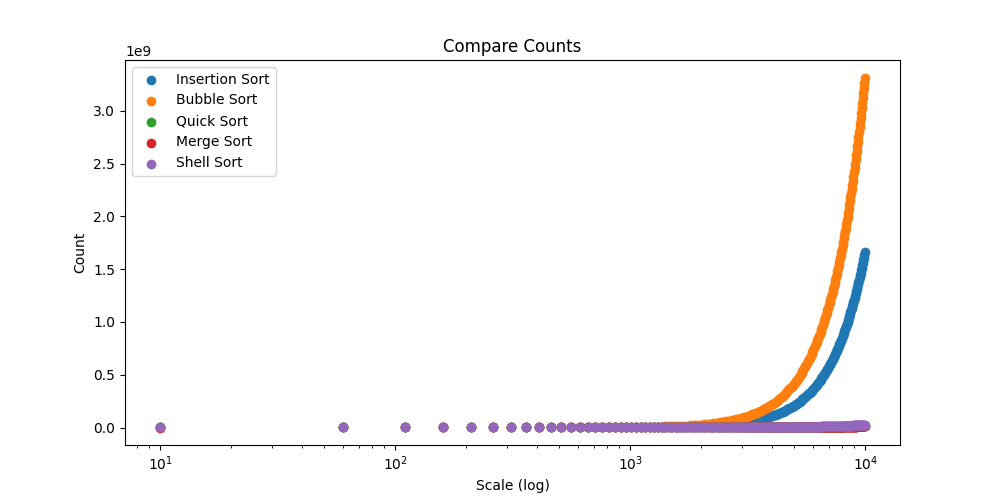 Compare Counts
1e9
Insertion Sort
Bubble Sort
Quick Sort
Merge Sort
Shell Sort
3.0
2.5
2.0
1.5
1.0
0.5
0.0
Count
10¹ 10² 10³ 10⁴
Scale (log)